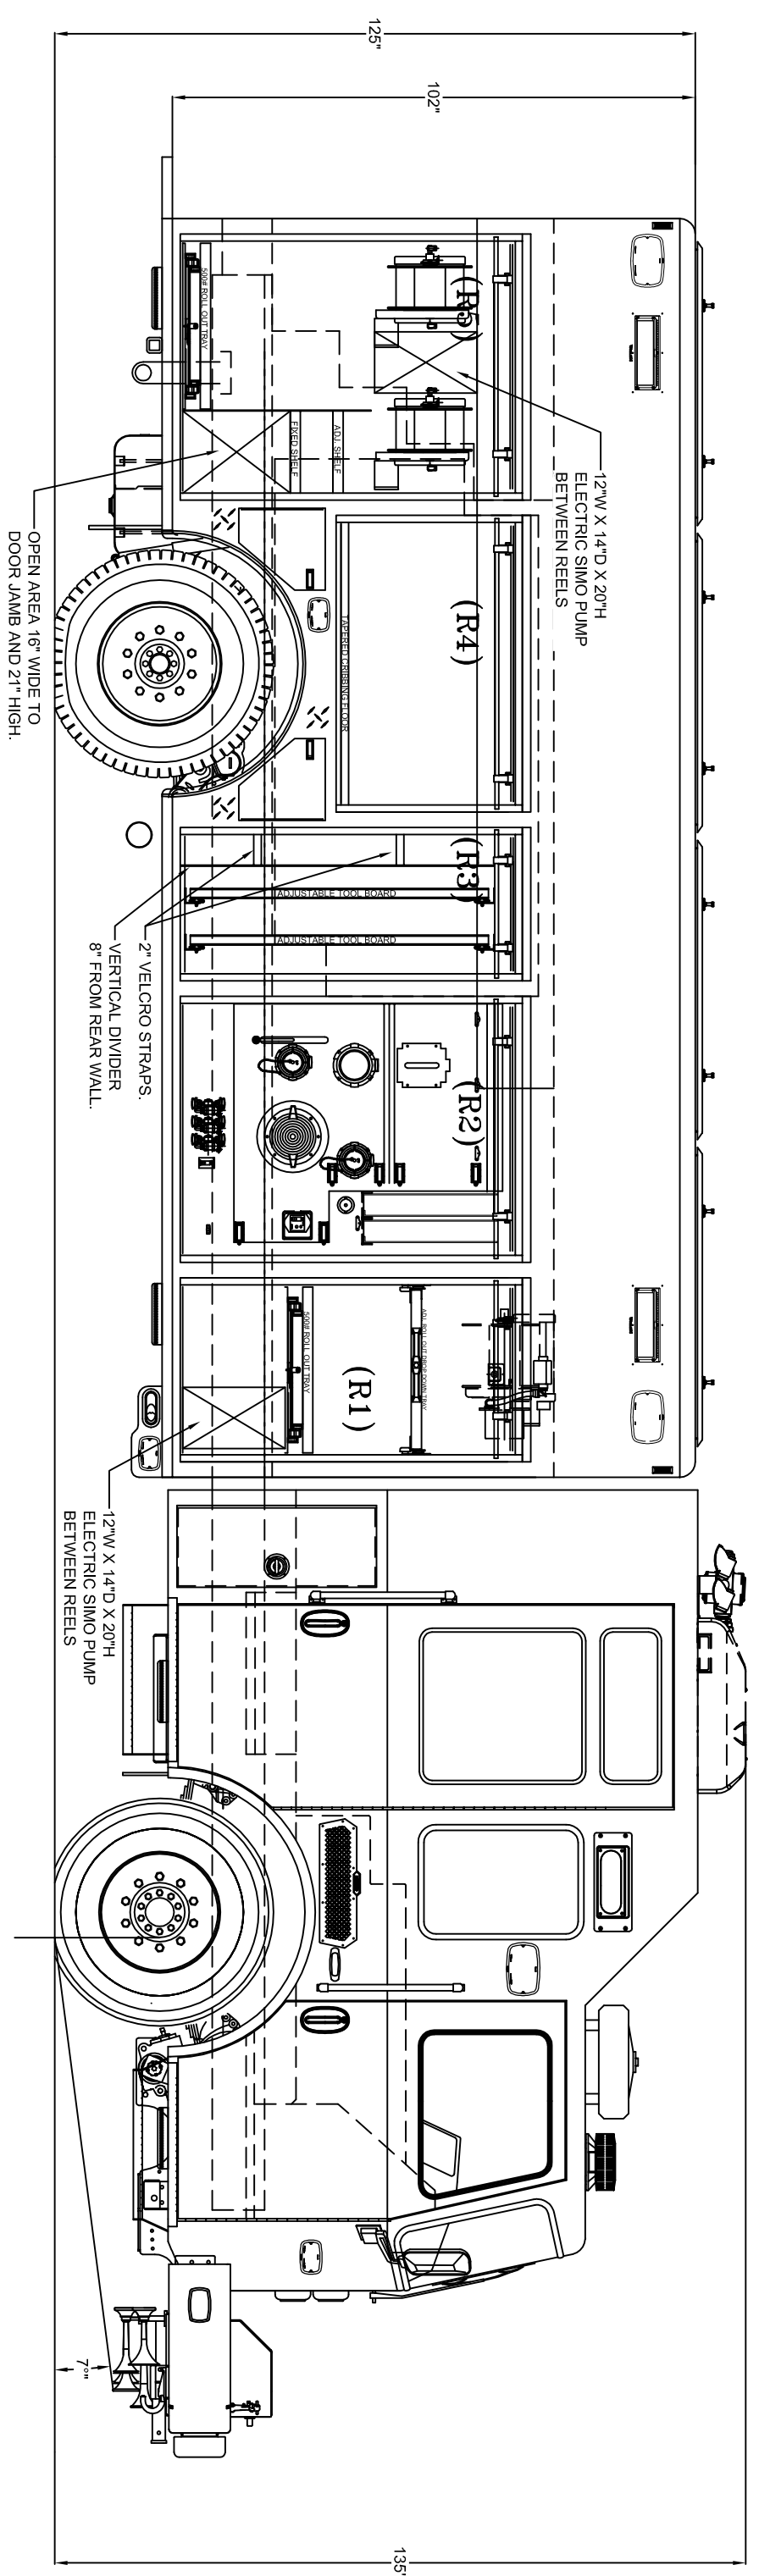 125"
102"
(R5)
500# ROLL OUT TRAY
FIXED SHELF
ADJ. SHELF
12"W X 14"D X 20"H
ELECTRIC SIMO PUMP
BETWEEN REELS
OPEN AREA 16" WIDE TO
DOOR JAMB AND 21" HIGH.
(R4)
TAPERED CRIBBING FLOOR
(R3)
ADJUSTABLE TOOL BOARD
ADJUSTABLE TOOL BOARD
2" VELCRO STRAPS.
VERTICAL DIVIDER
8" FROM REAR WALL.
(R2)
(R1)
ADJ. ROLL OUT DROP DOWN TRAY
500# ROLL OUT TRAY
12"W X 14"D X 20"H
ELECTRIC SIMO PUMP
BETWEEN REELS
7°"
135"